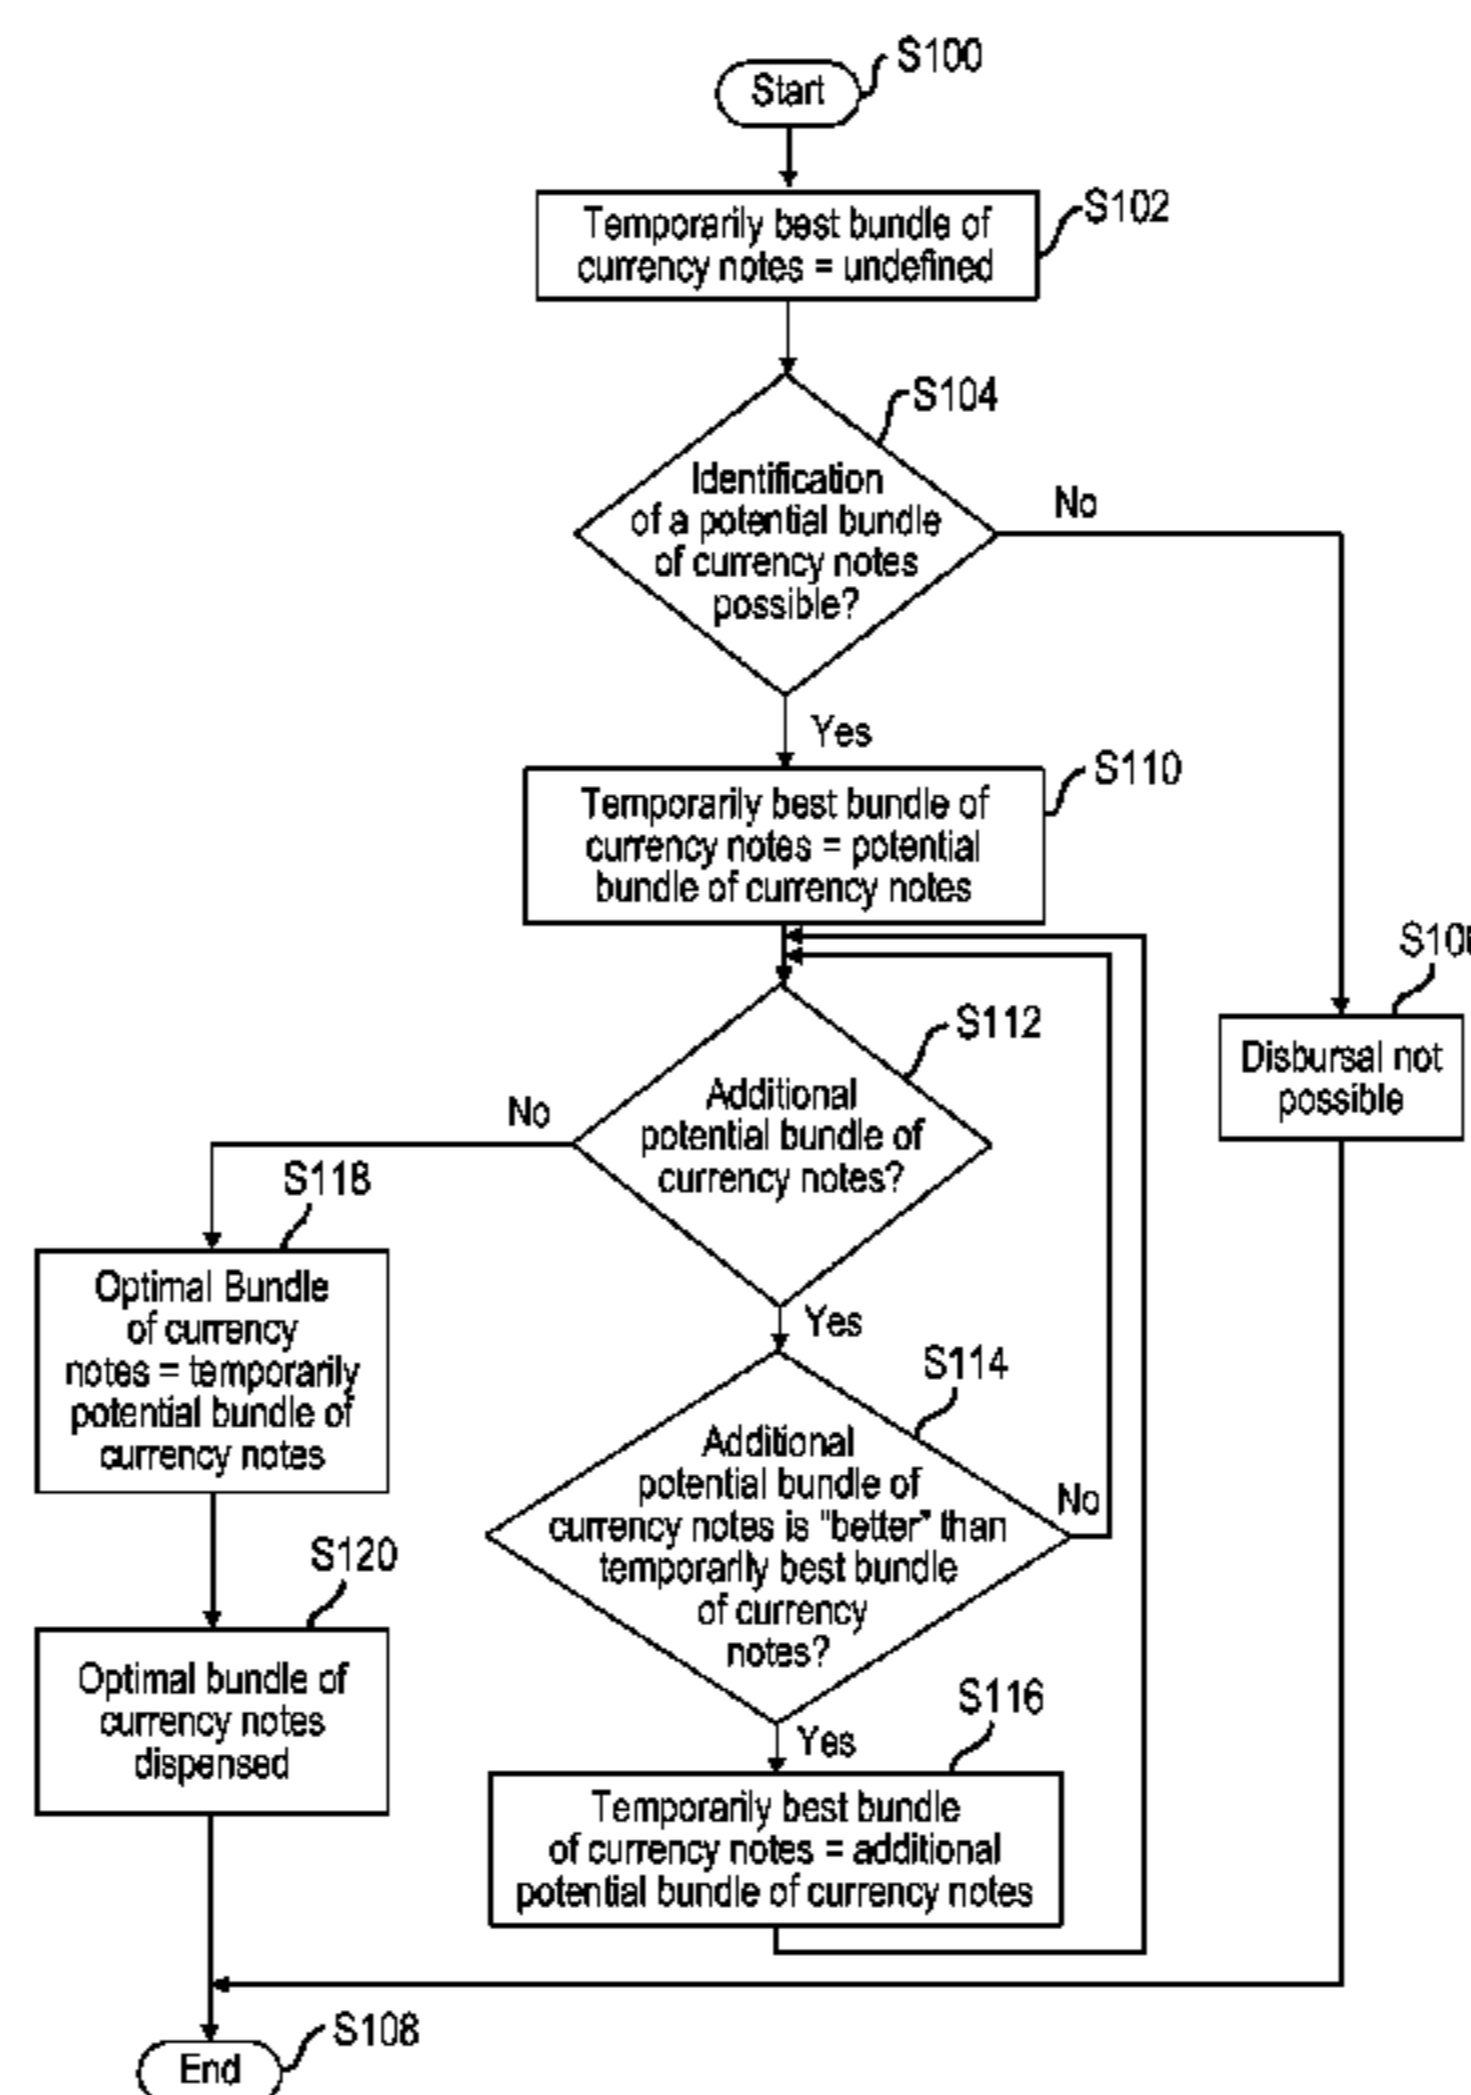 S100
Start
S102
Temporarily best bundle of
currency notes = undefined
S104
Identification
of a potential bundle
of currency notes
possible?
No
Yes
S110
Temporarily best bundle of
currency notes = potential
bundle of currency notes
S112
Additional
potential bundle of
currency notes?
No
Disbursal not
possible
S118
Optimal Bundle
of currency
notes = temporarily
potential bundle of
currency notes
Yes
S114
Additional
potential bundle of
currency notes is "better" than
temporarily best bundle
of currency
notes?
No
S120
Optimal bundle of
currency notes
dispensed
Yes
S116
Temporarily best bundle
of currency notes = additional
potential bundle of currency notes
S108
End